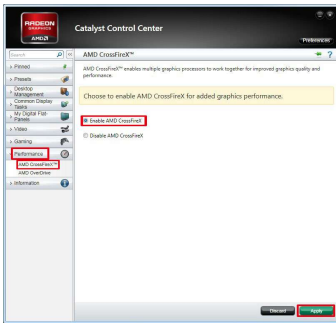 RADEON
GRAPHICS
AMD
Catalyst Control Center
Preferences
Search
AMD CrossFireX™
Pinned
Presets
Desktop
Management
Common Display
Tasks
My Digital Flat-
Panels
Video
Gaming
Performance
AMD CrossFireX™
AMD OverDrive
Information
AMD CrossFireX™ enables multiple graphics processors to work together for improved graphics quality and
performance.
Choose to enable AMD CrossFireX for added graphics performance.
Enable AMD CrossFireX
Disable AMD CrossFireX
Discard
Apply